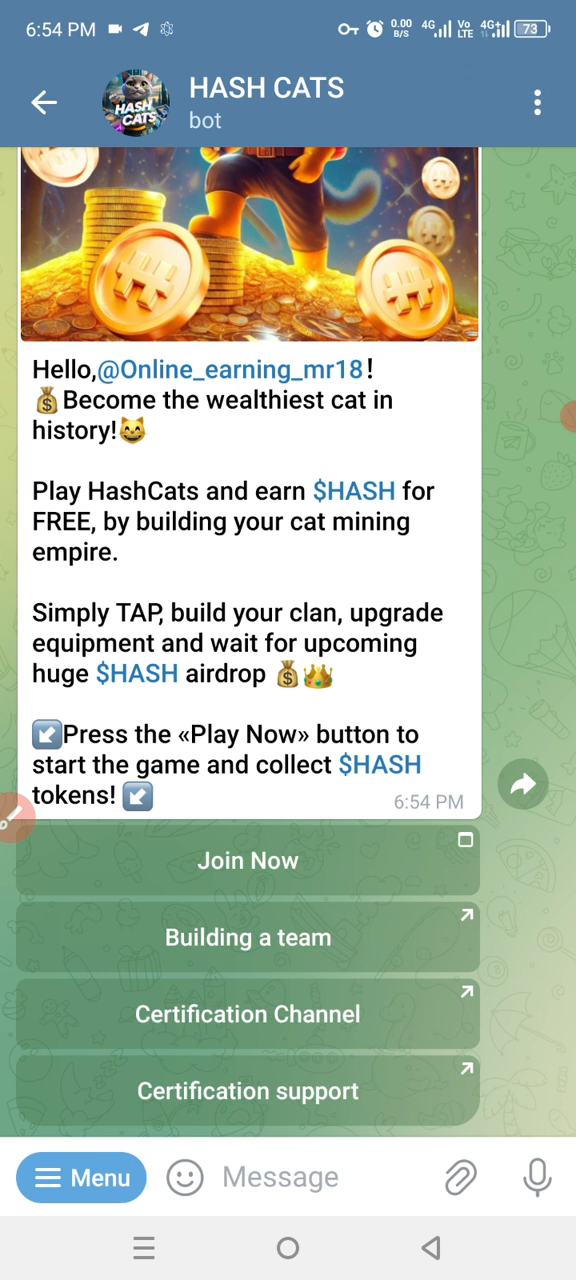 6:54 PM
0.00 B/S 4G Vo LTE 4G+ 73
HASH CATS
HASH CATS
bot
Hello,@Online_earning_mr18!
💰Become the wealthiest cat in
history!😸
Play HashCats and earn $HASH for
FREE, by building your cat mining
empire.
Simply TAP, build your clan, upgrade
equipment and wait for upcoming
huge $HASH airdrop 💰👑
↙️Press the «Play Now» button to
start the game and collect $HASH
tokens! ↙️
6:54 PM
Join Now
Building a team
Certification Channel
Certification support
Menu
Message